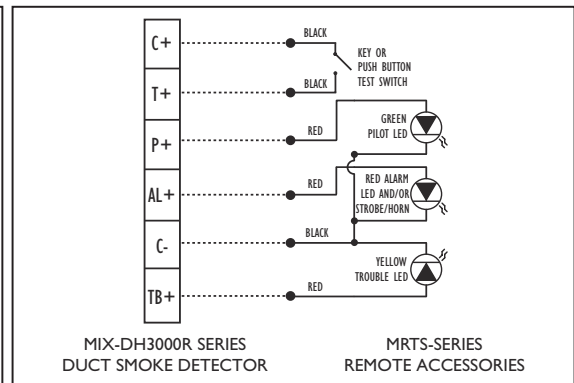 C+
BLACK
KEY OR
PUSH BUTTON
TEST SWITCH
T+
BLACK
P+
RED
GREEN
PILOT LED
AL+
RED
RED ALARM
LED AND/OR
STROBE/HORN
C-
BLACK
YELLOW
TROUBLE LED
TB+
RED
MIX-DH3000R SERIES
DUCT SMOKE DETECTOR
MRTS-SERIES
REMOTE ACCESSORIES